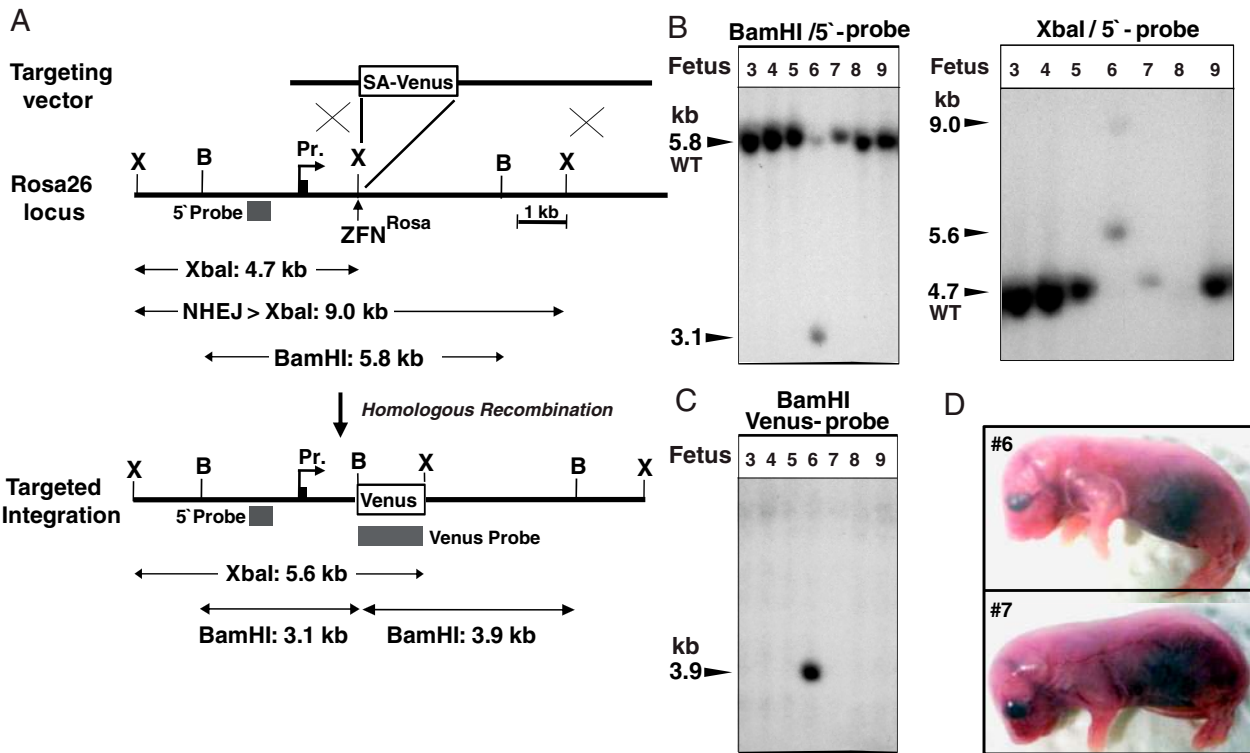 A
Targeting
vector
SA-Venus
Pr.
X
B
X
B
X
Rosa26
locus
5`Probe
1 kb
ZFN Rosa
XbaI: 4.7 kb
NHEJ > XbaI: 9.0 kb
BamHI: 5.8 kb
Homologous Recombination
X
B
Pr.
B
X
B
X
Targeted
Integration
Venus
5`Probe
Venus Probe
XbaI: 5.6 kb
BamHI: 3.1 kb
BamHI: 3.9 kb
B
BamHI /5`-probe
Fetus
3 4 5 6 7 8 9
kb
5.8
WT
3.1
XbaI / 5`-probe
Fetus
3 4 5 6 7 8 9
kb
9.0
5.6
4.7
WT
C
BamHI
Venus-probe
Fetus
3 4 5 6 7 8 9
kb
3.9
D
#6
#7